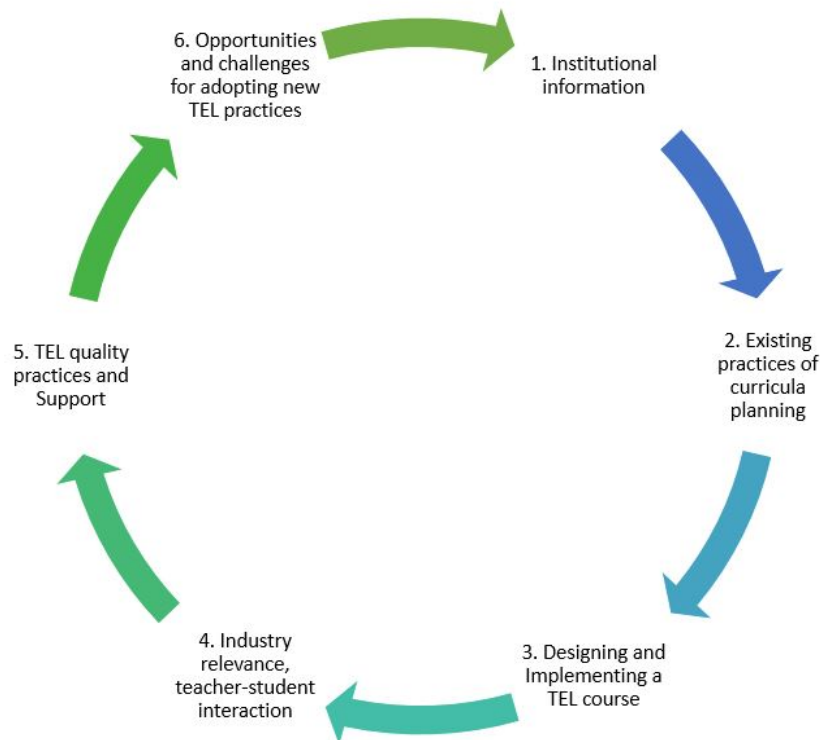 1. Institutional
information
2. Existing
practices of
curricula
planning
3. Designing and
Implementing a
TEL course
4. Industry
relevance,
teacher-student
interaction
5. TEL quality
practices and
Support
6. Opportunities
and challenges
for adopting new
TEL practices